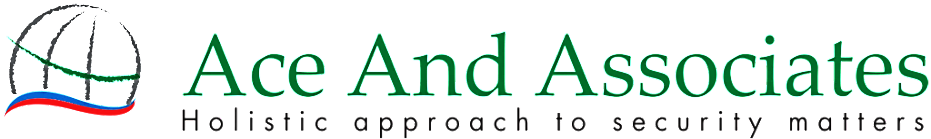 Ace And Associates
Holistic approach to security matters